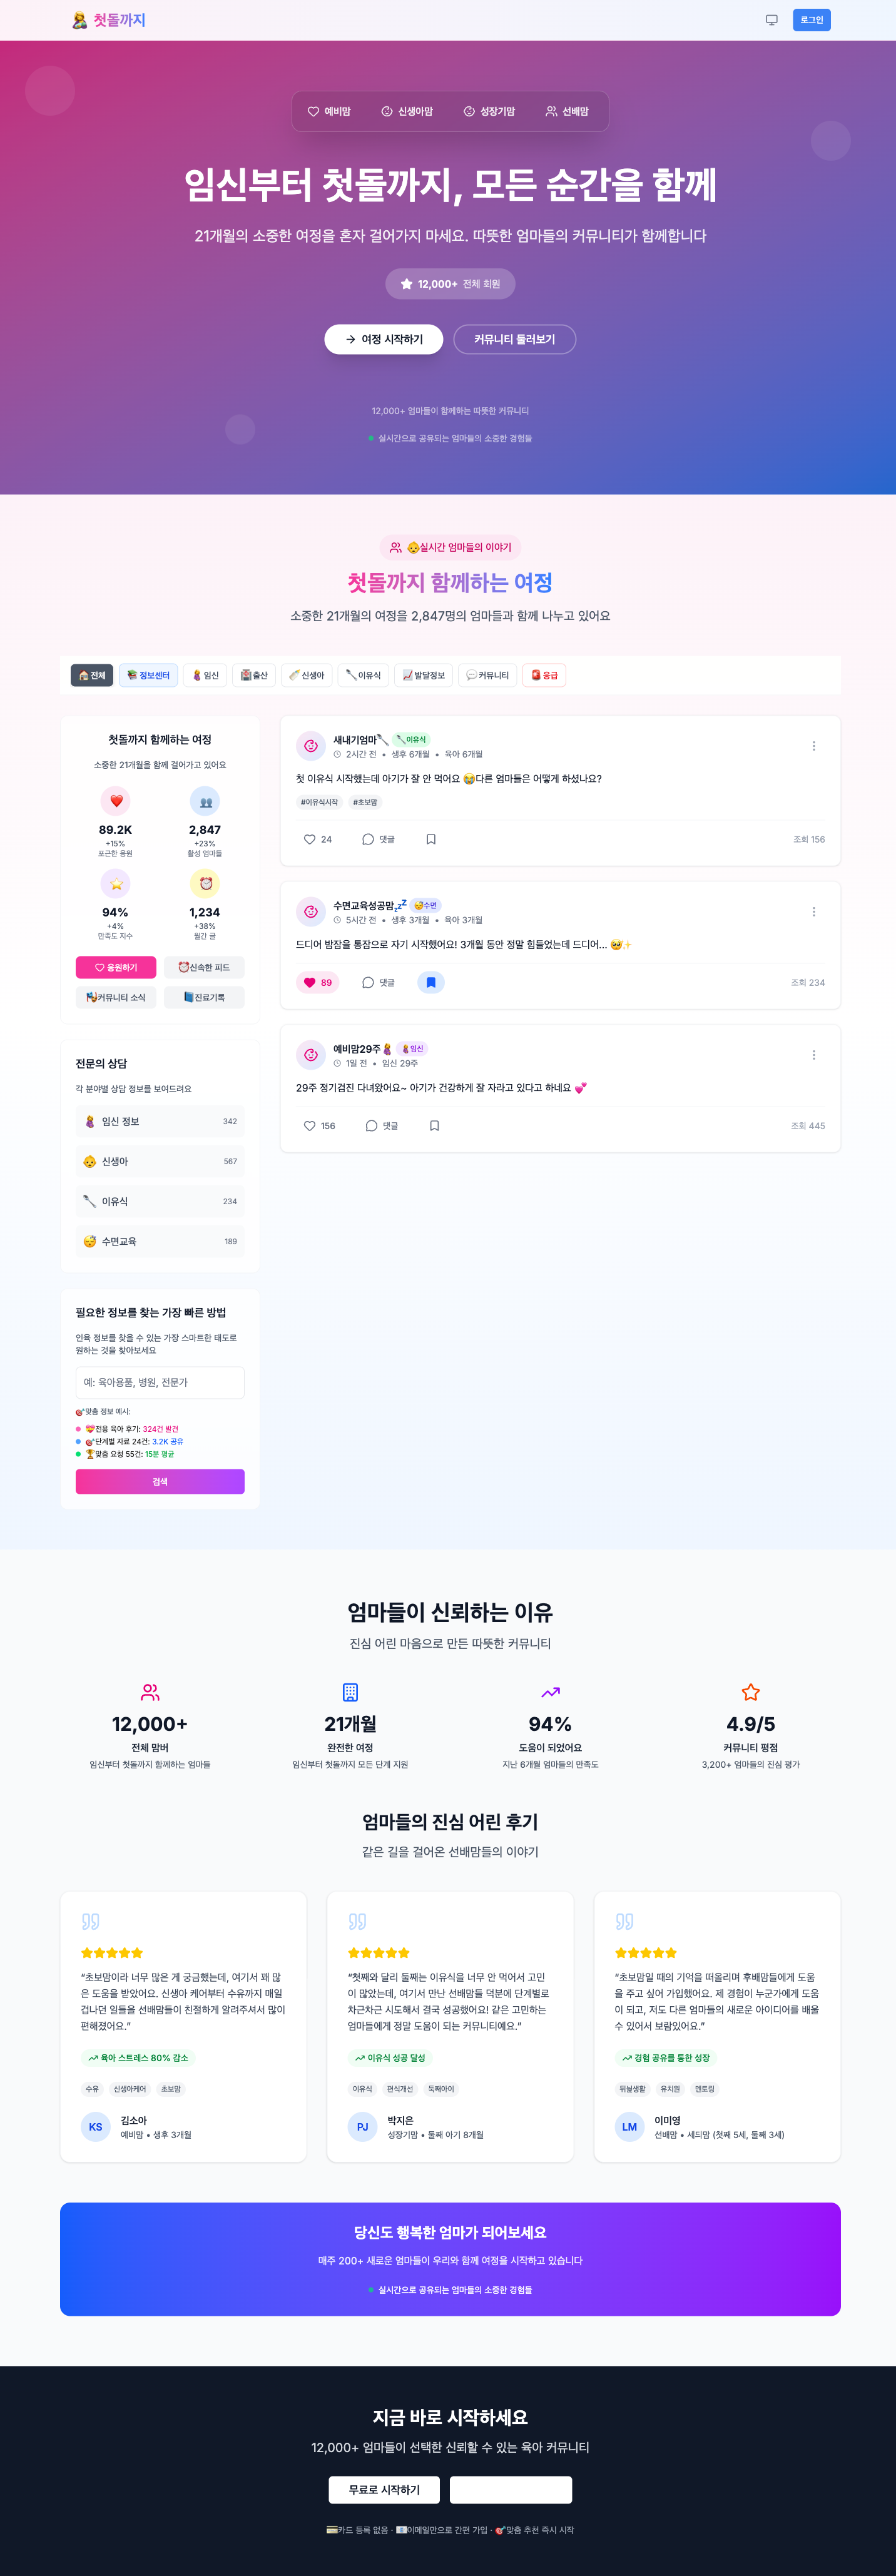 첫돌까지
로그인
예비맘
신생아맘
성장기맘
선배맘
임신부터 첫돌까지, 모든 순간을 함께
21개월의 소중한 여정을 혼자 걸어가지 마세요. 따뜻한 엄마들의 커뮤니티가 함께합니다
12,000+ 전체 회원
여정 시작하기
커뮤니티 둘러보기
12,000+ 엄마들이 함께하는 따뜻한 커뮤니티
실시간으로 공유되는 엄마들의 소중한 경험들
👶실시간 엄마들의 이야기
첫돌까지 함께하는 여정
소중한 21개월의 여정을 2,847명의 엄마들과 함께 나누고 있어요
🏠전체
📚정보센터
🤱임신
🏥출산
🍼신생아
🥄이유식
📈발달정보
💬커뮤니티
🚨응급
첫돌까지 함께하는 여정
소중한 21개월을 함께 걸어가고 있어요
89.2K
+15%
포근한 응원
2,847
+23%
활성 엄마들
94%
+4%
만족도 지수
1,234
+38%
월간 글
응원하기
⏰신속한 피드
커뮤니티 소식
📘진료기록
전문의 상담
각 분야별 상담 정보를 보여드려요
🤱 임신 정보 342
👶 신생아 567
🥄 이유식 234
😴 수면교육 189
필요한 정보를 찾는 가장 빠른 방법
인육 정보를 찾을 수 있는 가장 스마트한 태도로
원하는 것을 찾아보세요
예: 육아용품, 병원, 전문가
🎯맞춤 정보 예시:
💝전용 육아 후기: 324건 발견
🎯단계별 자료 24건: 3.2K 공유
🏆맞춤 요청 55건: 15분 평균
검색
새내기엄마🥄 🥄이유식
2시간 전 • 생후 6개월 • 육아 6개월
첫 이유식 시작했는데 아기가 잘 안 먹어요 😭다른 엄마들은 어떻게 하셨나요?
#이유식시작 #초보맘
24 댓글 조회 156
수면교육성공맘💤 😴수면
5시간 전 • 생후 3개월 • 육아 3개월
드디어 밤잠을 통잠으로 자기 시작했어요! 3개월 동안 정말 힘들었는데 드디어... 🥹✨
89 댓글 조회 234
예비맘29주🤱 🤱임신
1일 전 • 임신 29주
29주 정기검진 다녀왔어요~ 아기가 건강하게 잘 자라고 있다고 하네요 💕
156 댓글 조회 445
엄마들이 신뢰하는 이유
진심 어린 마음으로 만든 따뜻한 커뮤니티
12,000+
전체 맘버
임신부터 첫돌까지 함께하는 엄마들
21개월
완전한 여정
임신부터 첫돌까지 모든 단계 지원
94%
도움이 되었어요
지난 6개월 엄마들의 만족도
4.9/5
커뮤니티 평점
3,200+ 엄마들의 진심 평가
엄마들의 진심 어린 후기
같은 길을 걸어온 선배맘들의 이야기
“초보맘이라 너무 많은 게 궁금했는데, 여기서 꽤 많
은 도움을 받았어요. 신생아 케어부터 수유까지 매일
겁나던 일들을 선배맘들이 친절하게 알려주셔서 많이
편해졌어요.”
육아 스트레스 80% 감소
수유 신생아케어 초보맘
KS
김소아
예비맘 • 생후 3개월
“첫째와 달리 둘째는 이유식을 너무 안 먹어서 고민
이 많았는데, 여기서 만난 선배맘들 덕분에 단계별로
차근차근 시도해서 결국 성공했어요! 같은 고민하는
엄마들에게 정말 도움이 되는 커뮤니티예요.”
이유식 성공 달성
이유식 편식개선 둑째아이
PJ
박지은
성장기맘 • 둘째 아기 8개월
“초보맘일 때의 기억을 떠올리며 후배맘들에게 도움
을 주고 싶어 가입했어요. 제 경험이 누군가에게 도움
이 되고, 저도 다른 엄마들의 새로운 아이디어를 배울
수 있어서 보람있어요.”
경험 공유를 통한 성장
뒤닐생활 유치원 멘토링
LM
이미영
선배맘 • 세듸맘 (첫째 5세, 둘째 3세)
당신도 행복한 엄마가 되어보세요
매주 200+ 새로운 엄마들이 우리와 함께 여정을 시작하고 있습니다
실시간으로 공유되는 엄마들의 소중한 경험들
지금 바로 시작하세요
12,000+ 엄마들이 선택한 신뢰할 수 있는 육아 커뮤니티
무료로 시작하기
💳카드 등록 없음 · 📧이메일만으로 간편 가입 · 🎯맞춤 추천 즉시 시작